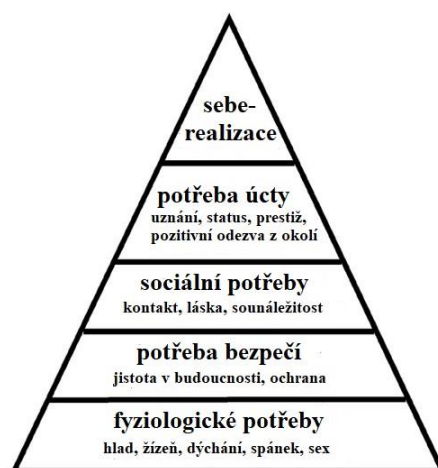 sebe-
realizace
potřeba úcty
uznání, status, prestiž,
pozitivní odezva z okolí
sociální potřeby
kontakt, láska, sounáležitost
potřeba bezpečí
jistota v budoucnosti, ochrana
fyziologické potřeby
hlad, žízeň, dýchání, spánek, sex